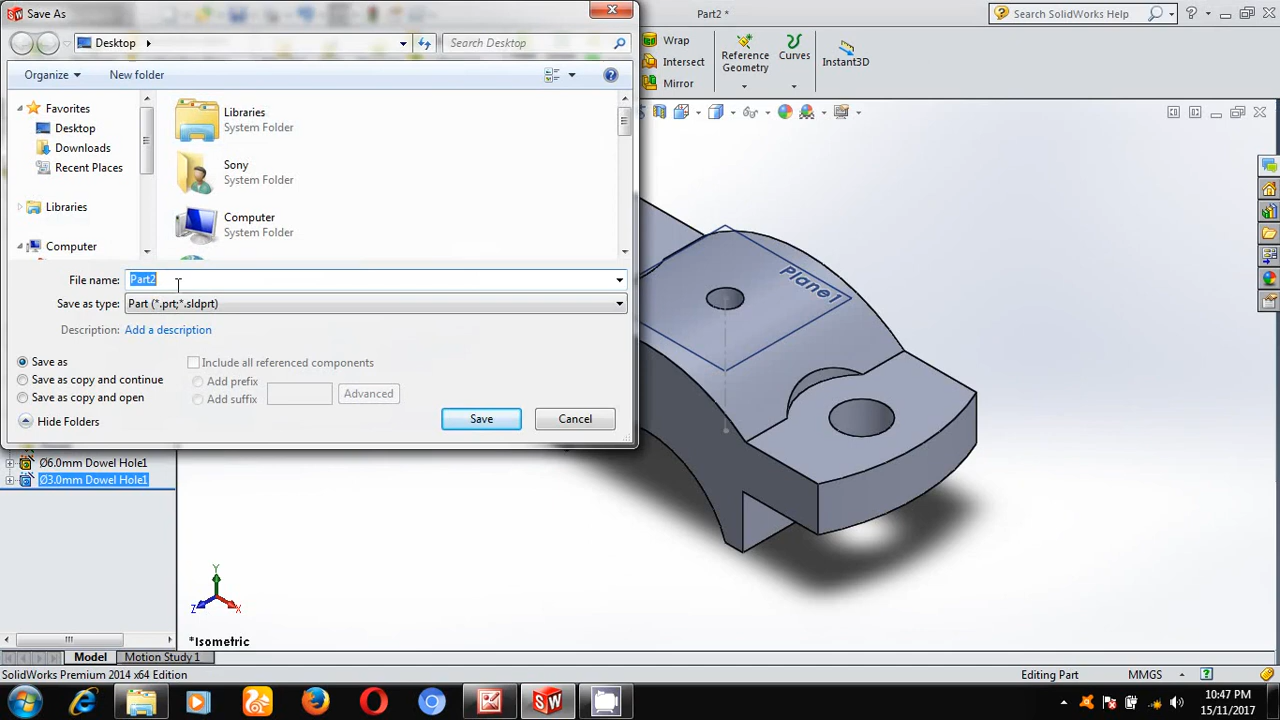 Save As
Part2 *
Search SolidWorks Help
Desktop
Search Desktop
Wrap
Intersect
Mirror
Reference Geometry
Curves
Instant3D
Organize
New folder
Favorites
Desktop
Downloads
Recent Places
Libraries
Computer
Libraries
System Folder
Sony
System Folder
Computer
System Folder
File name: Part2
Save as type: Part (*.prt;*.sldprt)
Description: Add a description
Save as
Save as copy and continue
Save as copy and open
Include all referenced components
Add prefix
Add suffix
Advanced
Hide Folders
Save
Cancel
Plane1
Ø6.0mm Dowel Hole1
Ø3.0mm Dowel Hole1
Y
Z
X
*Isometric
Model
Motion Study 1
SolidWorks Premium 2014 x64 Edition
Editing Part
MMGS
10:47 PM
15/11/2017